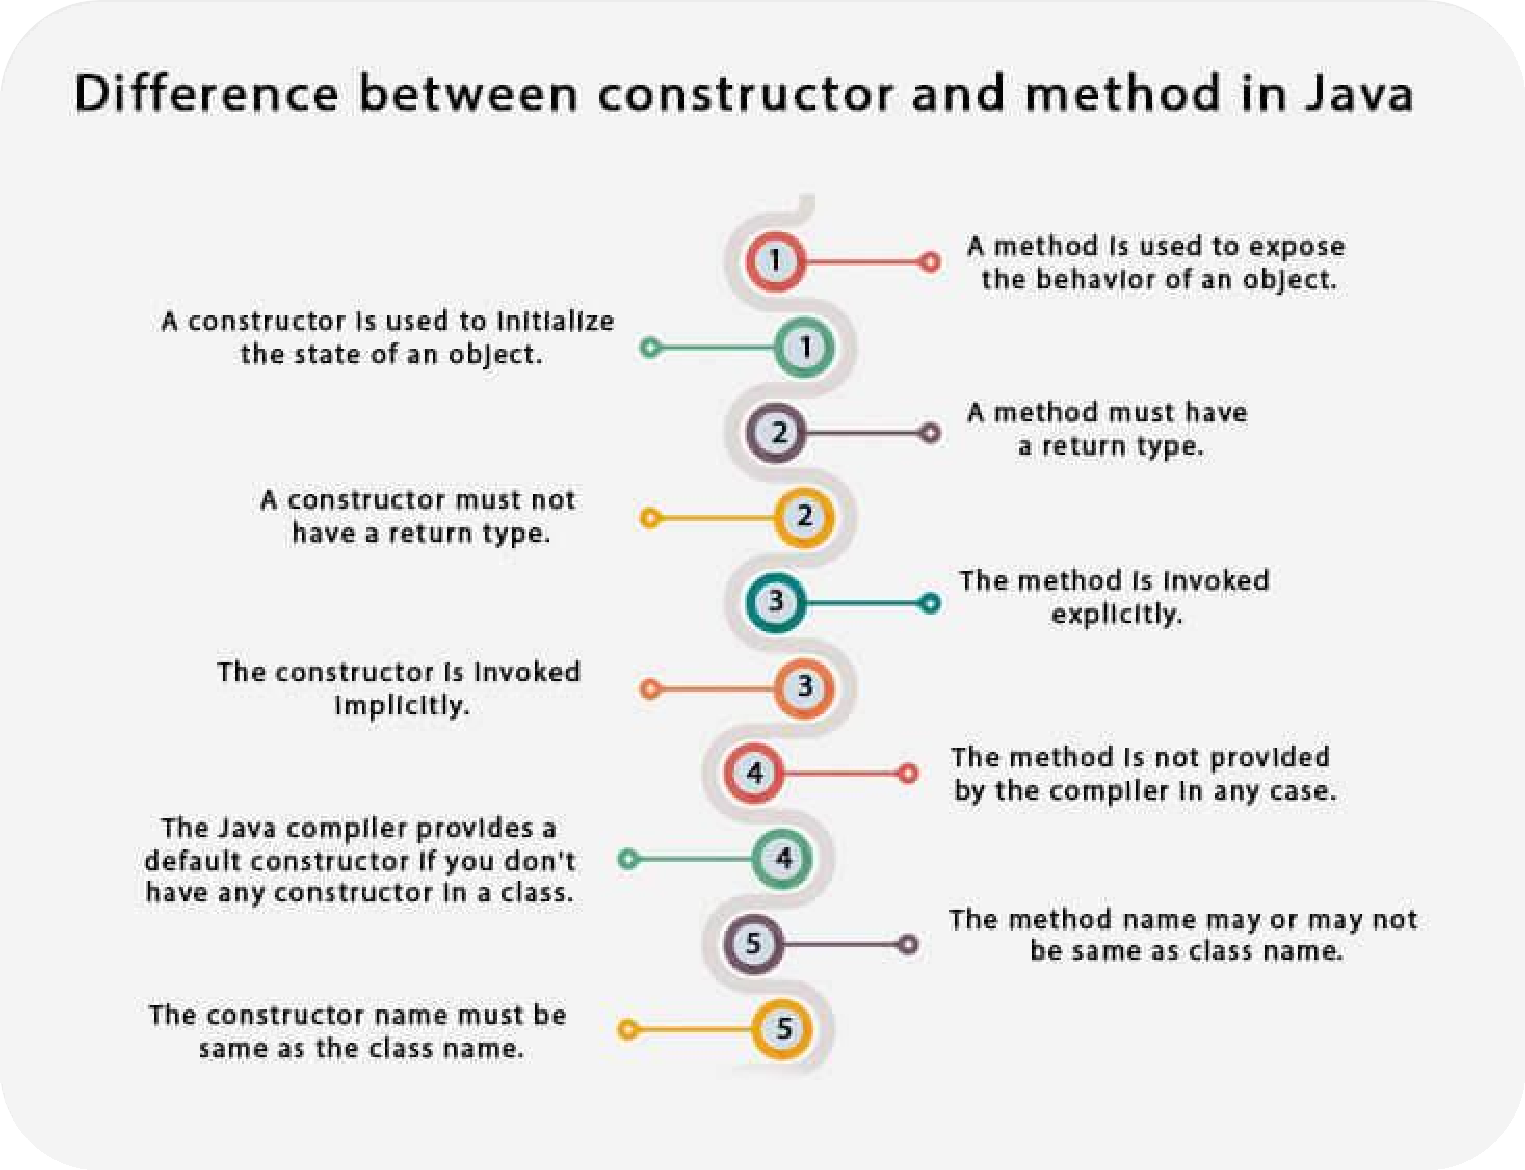 Difference between constructor and method in Java
1
A method is used to expose
the behavior of an object.
A constructor is used to initialize
the state of an object.
1
2
A method must have
a return type.
A constructor must not
have a return type.
2
3
The method is invoked
explicitly.
The constructor is invoked
implicitly.
3
4
The method is not provided
by the compiler in any case.
The Java compiler provides a
default constructor if you don't
have any constructor in a class.
4
5
The method name may or may not
be same as class name.
The constructor name must be
same as the class name.
5